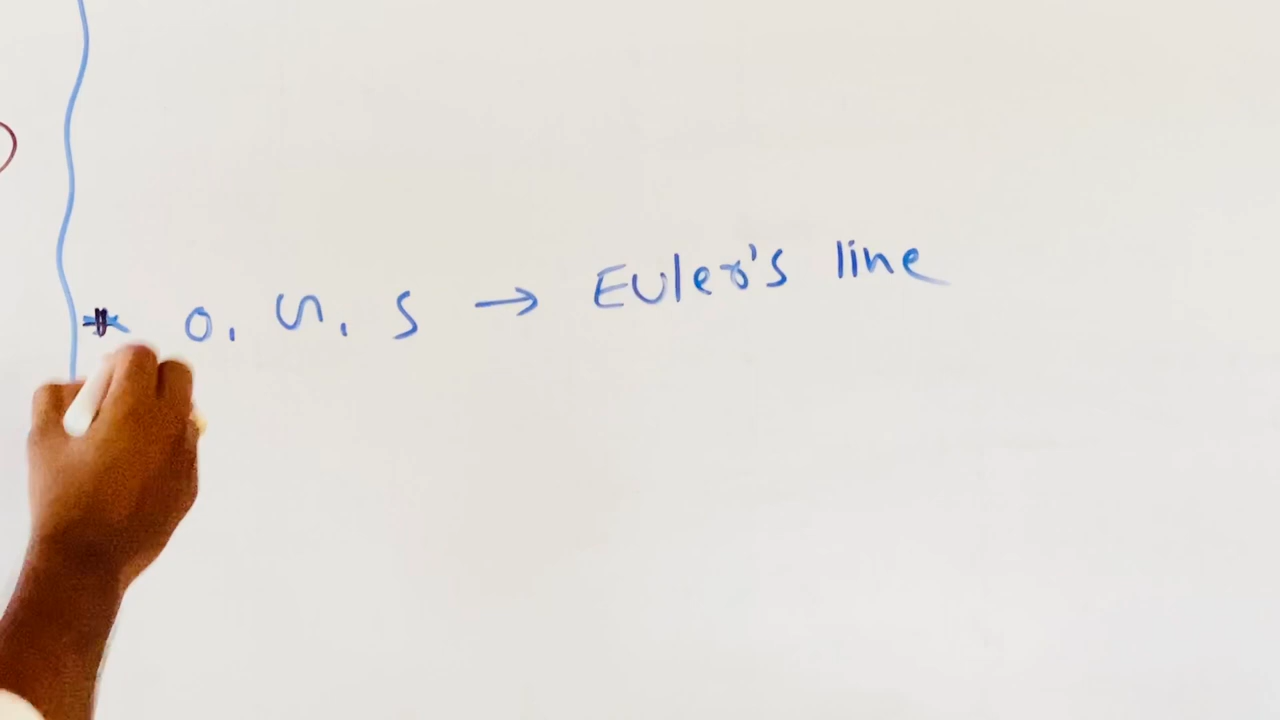 * O, G, S → Euler's line